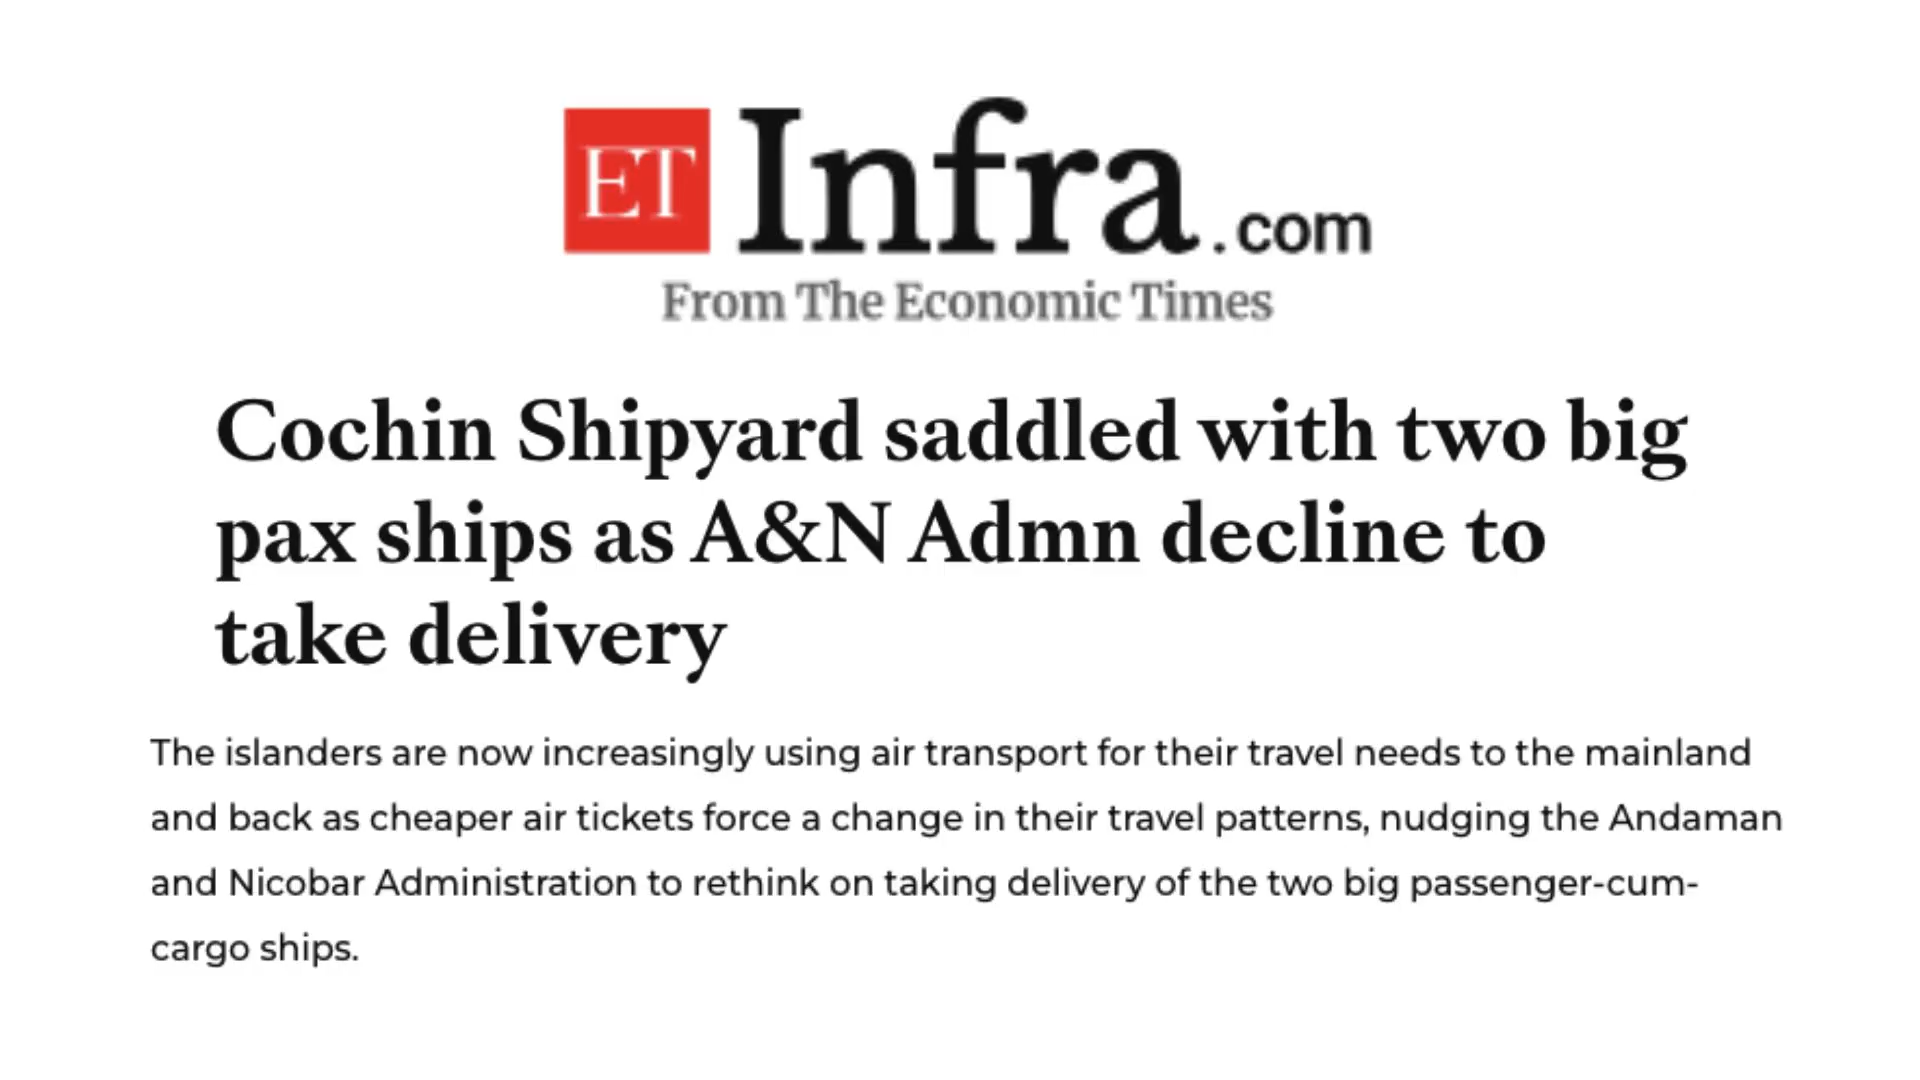 ET Infra.com
From The Economic Times
Cochin Shipyard saddled with two big
pax ships as A&N Admn decline to
take delivery
The islanders are now increasingly using air transport for their travel needs to the mainland
and back as cheaper air tickets force a change in their travel patterns, nudging the Andaman
and Nicobar Administration to rethink on taking delivery of the two big passenger-cum-
cargo ships.